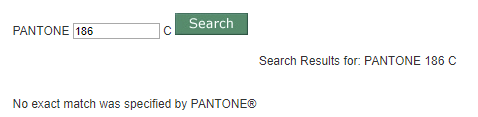 PANTONE 186 C Search
Search Results for: PANTONE 186 C
No exact match was specified by PANTONE®